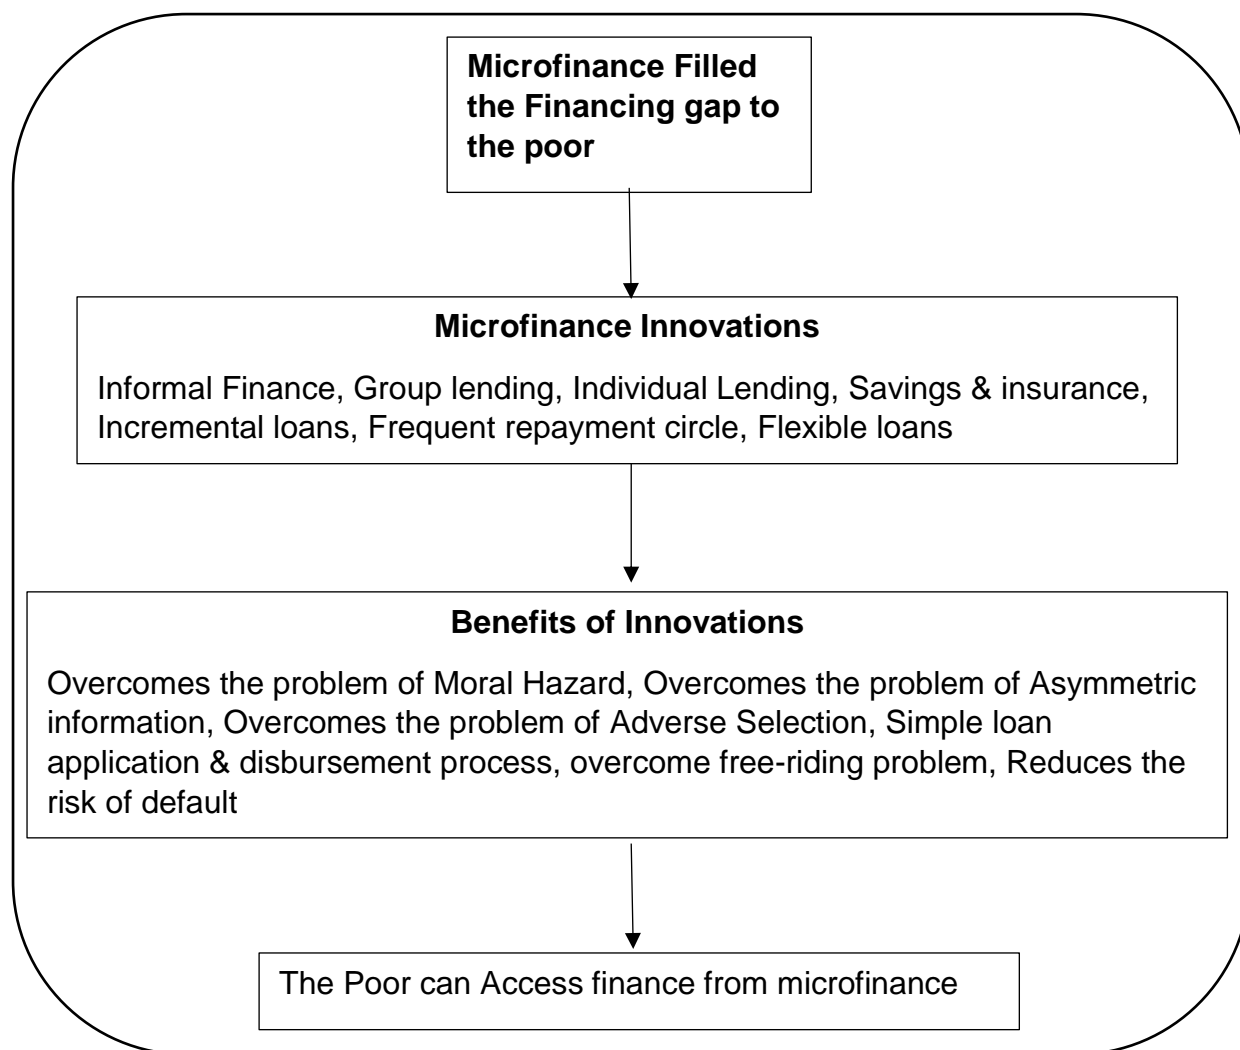 Microfinance Filled
the Financing gap to
the poor
Microfinance Innovations
Informal Finance, Group lending, Individual Lending, Savings & insurance,
Incremental loans, Frequent repayment circle, Flexible loans
Benefits of Innovations
Overcomes the problem of Moral Hazard, Overcomes the problem of Asymmetric
information, Overcomes the problem of Adverse Selection, Simple loan
application & disbursement process, overcome free-riding problem, Reduces the
risk of default
The Poor can Access finance from microfinance